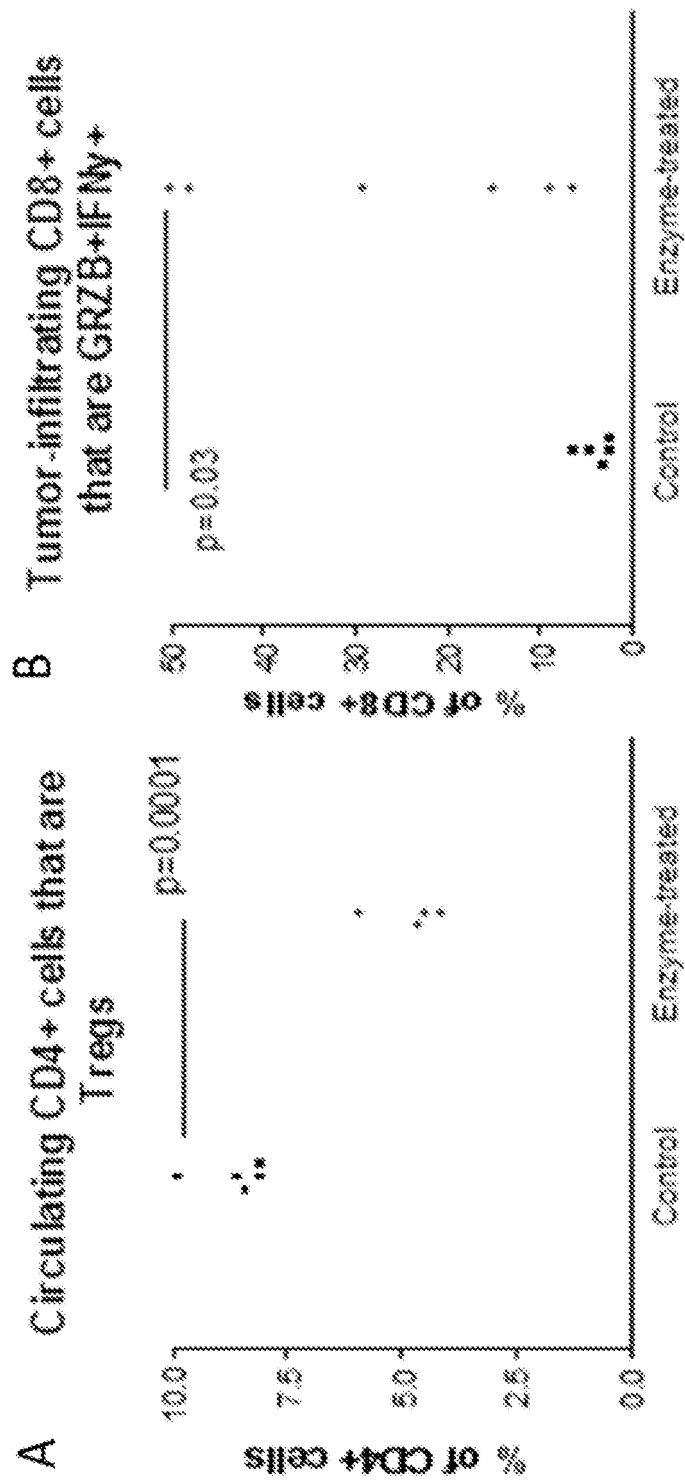 A
Circulating CD4+ cells that are
Tregs
p=0.0001
% of CD4+ cells
10.0
7.5
5.0
2.5
0.0
Control
Enzyme-treated
B
Tumor-infiltrating CD8+ cells
that are GRZB+IFNγ+
p=0.03
% of CD8+ cells
50
40
30
20
10
0
Control
Enzyme-treated